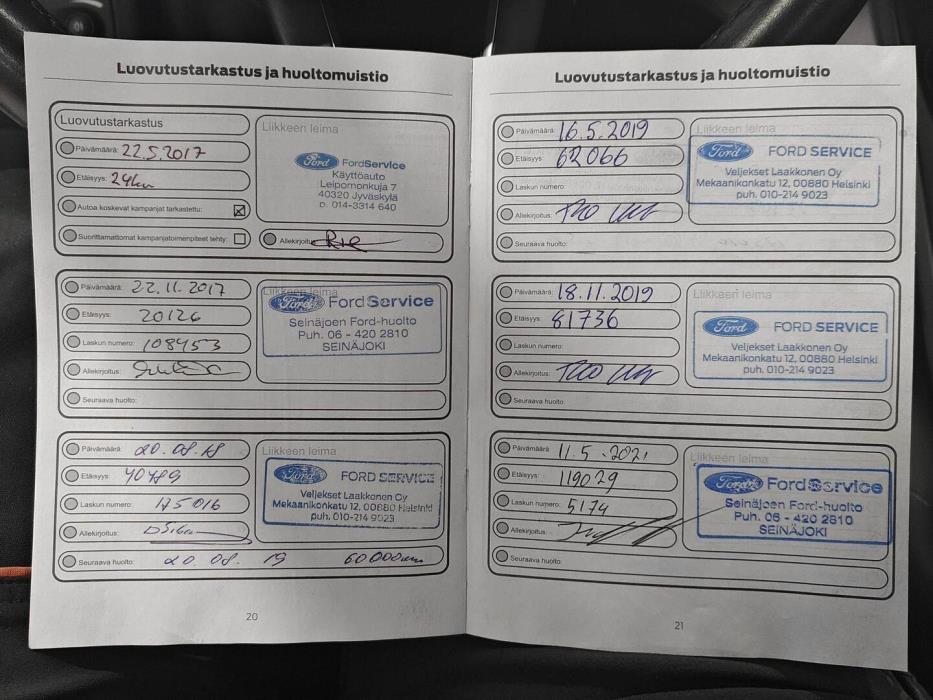 Luovutustarkastus ja huoltomuistio
Luovutustarkastus
Päivämäärä: 22.5.2017
Etäisyys: 24km
Autoa koskevat kampanjat tarkastettu:
Suorittamattomat kampanjatoimenpiteet tehty:
Liikkeen leima
Ford FordService
Käyttöauto
Leipomonkuja 7
40320 Jyväskylä
p. 014-3314 640
Allekirjoitus:
Päivämäärä: 22.11.2017
Etäisyys: 20126
Laskun numero: 108453
Allekirjoitus:
Seuraava huolto:
Liikkeen leima
Ford FordService
Seinäjoen Ford-huolto
Puh. 06 - 420 2810
SEINÄJOKI
Päivämäärä: 20.08.18
Etäisyys: 40789
Laskun numero: 175016
Allekirjoitus:
Seuraava huolto: 20.08.19 60000km
Liikkeen leima
Ford FORD SERVICE
Veljekset Laakkonen Oy
Mekaanikonkatu 12, 00880 Helsinki
puh. 010-214 9023
20
Luovutustarkastus ja huoltomuistio
Päivämäärä: 16.5.2019
Etäisyys: 62066
Laskun numero:
Allekirjoitus:
Seuraava huolto:
Liikkeen leima
Ford FORD SERVICE
Veljekset Laakkonen Oy
Mekaanikonkatu 12, 00880 Helsinki
puh. 010-214 9023
Päivämäärä: 18.11.2019
Etäisyys: 81736
Laskun numero:
Allekirjoitus:
Seuraava huolto:
Liikkeen leima
Ford FORD SERVICE
Veljekset Laakkonen Oy
Mekaanikonkatu 12, 00880 Helsinki
puh. 010-214 9023
Päivämäärä: 11.5.2021
Etäisyys: 119029
Laskun numero: 5174
Allekirjoitus:
Seuraava huolto:
Liikkeen leima
Ford FordService
Seinäjoen Ford-huolto
Puh. 06 - 420 2810
SEINÄJOKI
21